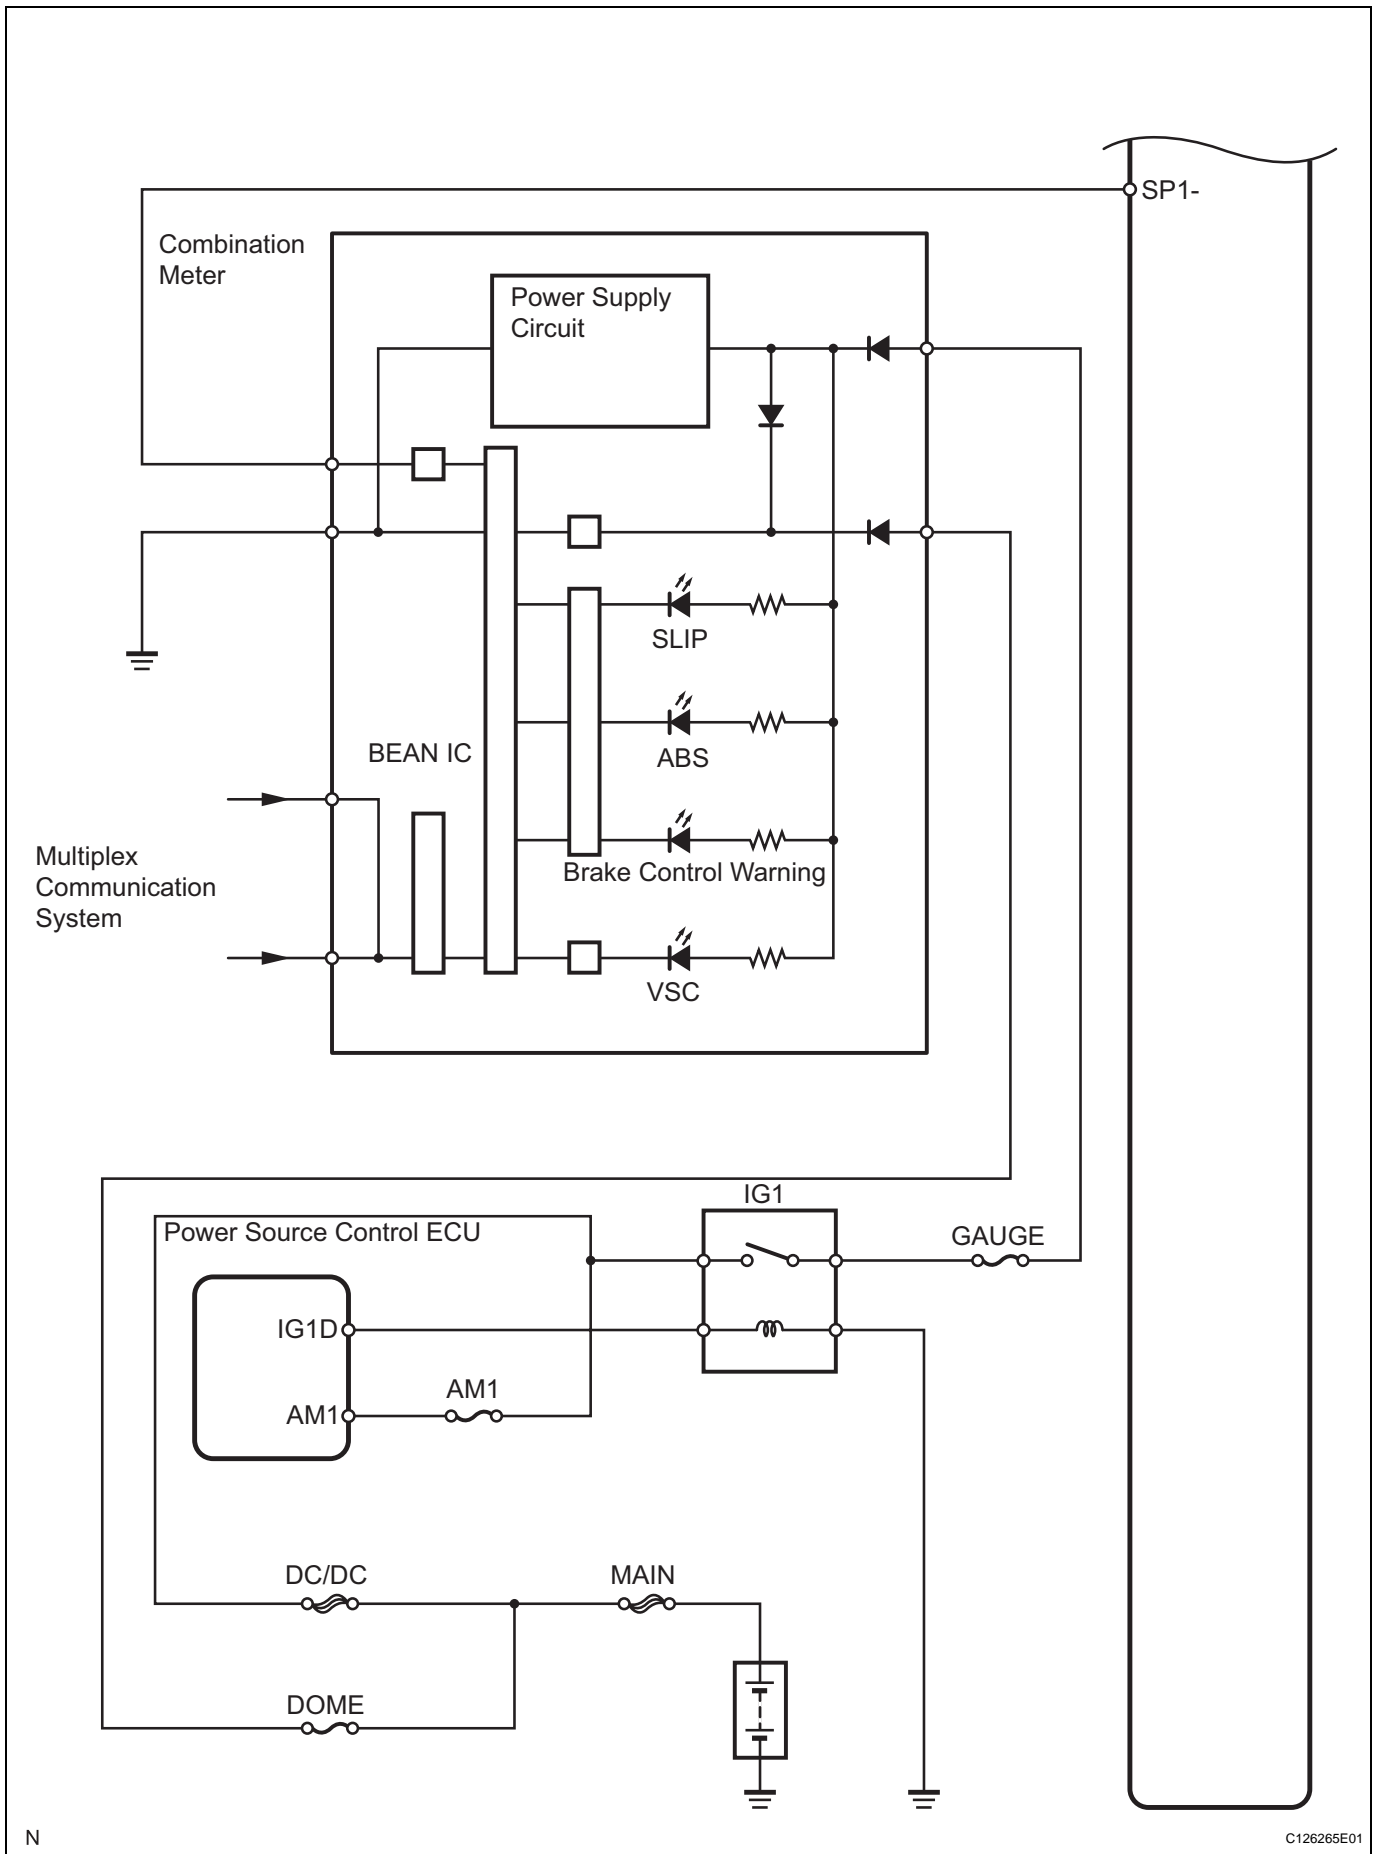 SP1-
Combination
Meter
Power Supply
Circuit
SLIP
ABS
BEAN IC
Multiplex
Communication
System
Brake Control Warning
VSC
IG1
Power Source Control ECU
GAUGE
IG1D
AM1
AM1
DC/DC
MAIN
DOME
N
C126265E01